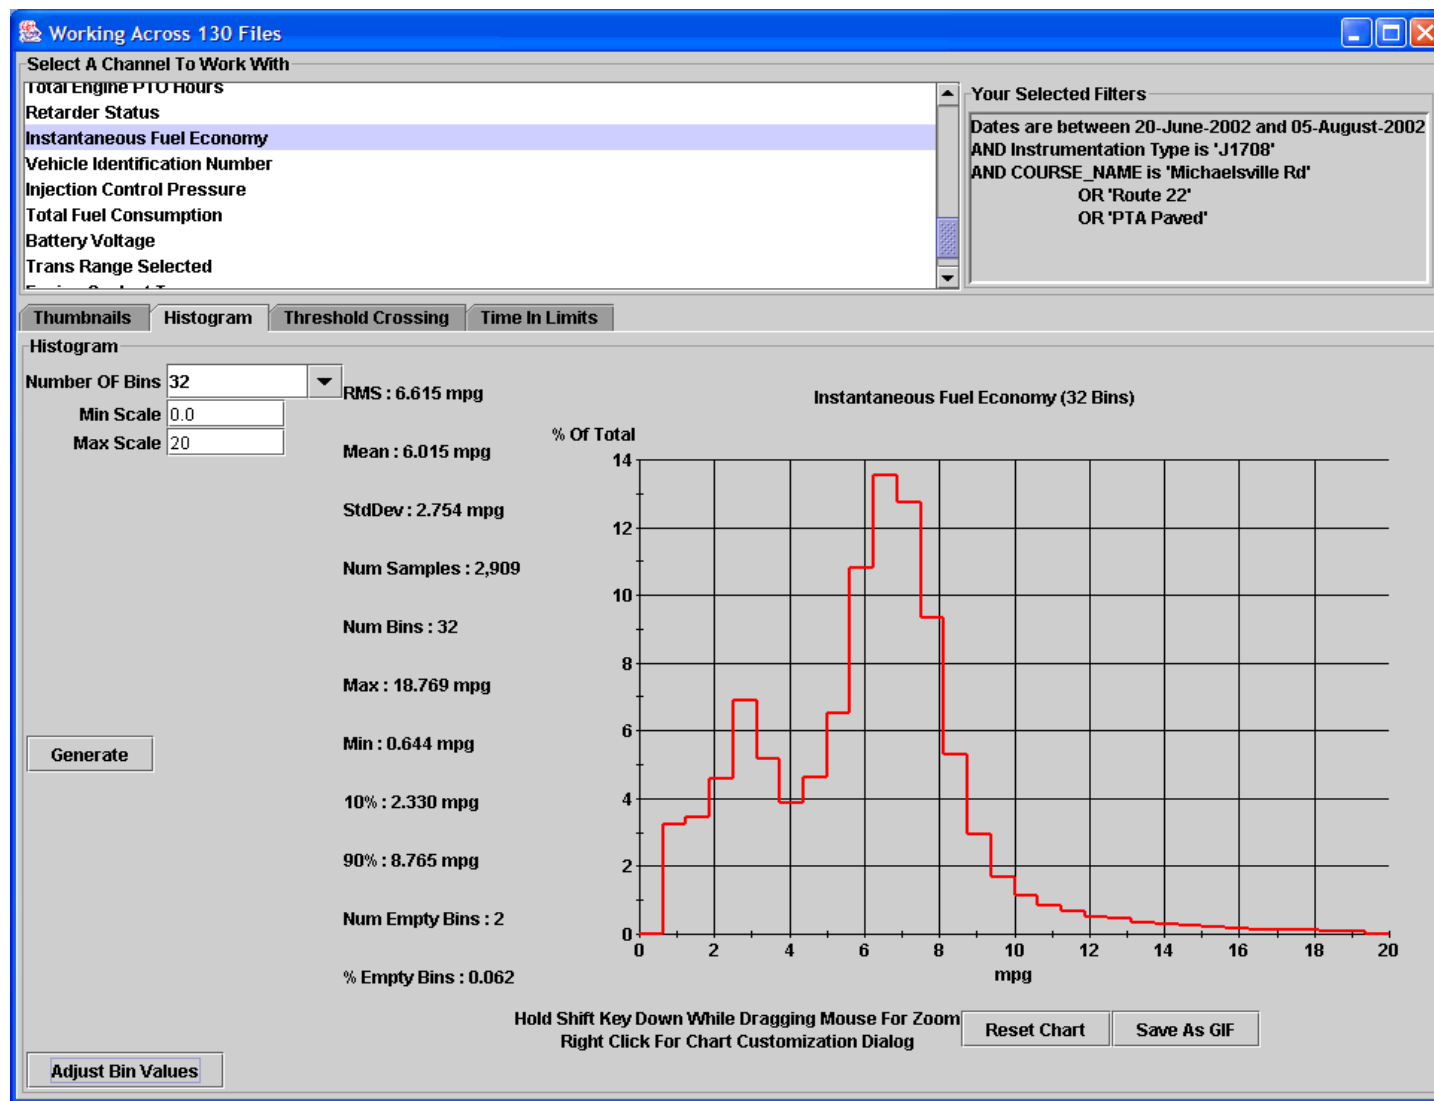 Working Across 130 Files
Select A Channel To Work With
Total Engine PTO Hours
Retarder Status
Instantaneous Fuel Economy
Vehicle Identification Number
Injection Control Pressure
Total Fuel Consumption
Battery Voltage
Trans Range Selected
Your Selected Filters
Dates are between 20-June-2002 and 05-August-2002
AND Instrumentation Type is 'J1708'
AND COURSE_NAME is 'Michaelsville Rd'
OR 'Route 22'
OR 'PTA Paved'
Thumbnails Histogram Threshold Crossing Time In Limits
Histogram
Number OF Bins 32
Min Scale 0.0
Max Scale 20
Generate
Adjust Bin Values
RMS : 6.615 mpg
Mean : 6.015 mpg
StdDev : 2.754 mpg
Num Samples : 2,909
Num Bins : 32
Max : 18.769 mpg
Min : 0.644 mpg
10% : 2.330 mpg
90% : 8.765 mpg
Num Empty Bins : 2
% Empty Bins : 0.062
Instantaneous Fuel Economy (32 Bins)
% Of Total
14
12
10
8
6
4
2
0
0 2 4 6 8 10 12 14 16 18 20
mpg
Hold Shift Key Down While Dragging Mouse For Zoom
Right Click For Chart Customization Dialog
Reset Chart Save As GIF